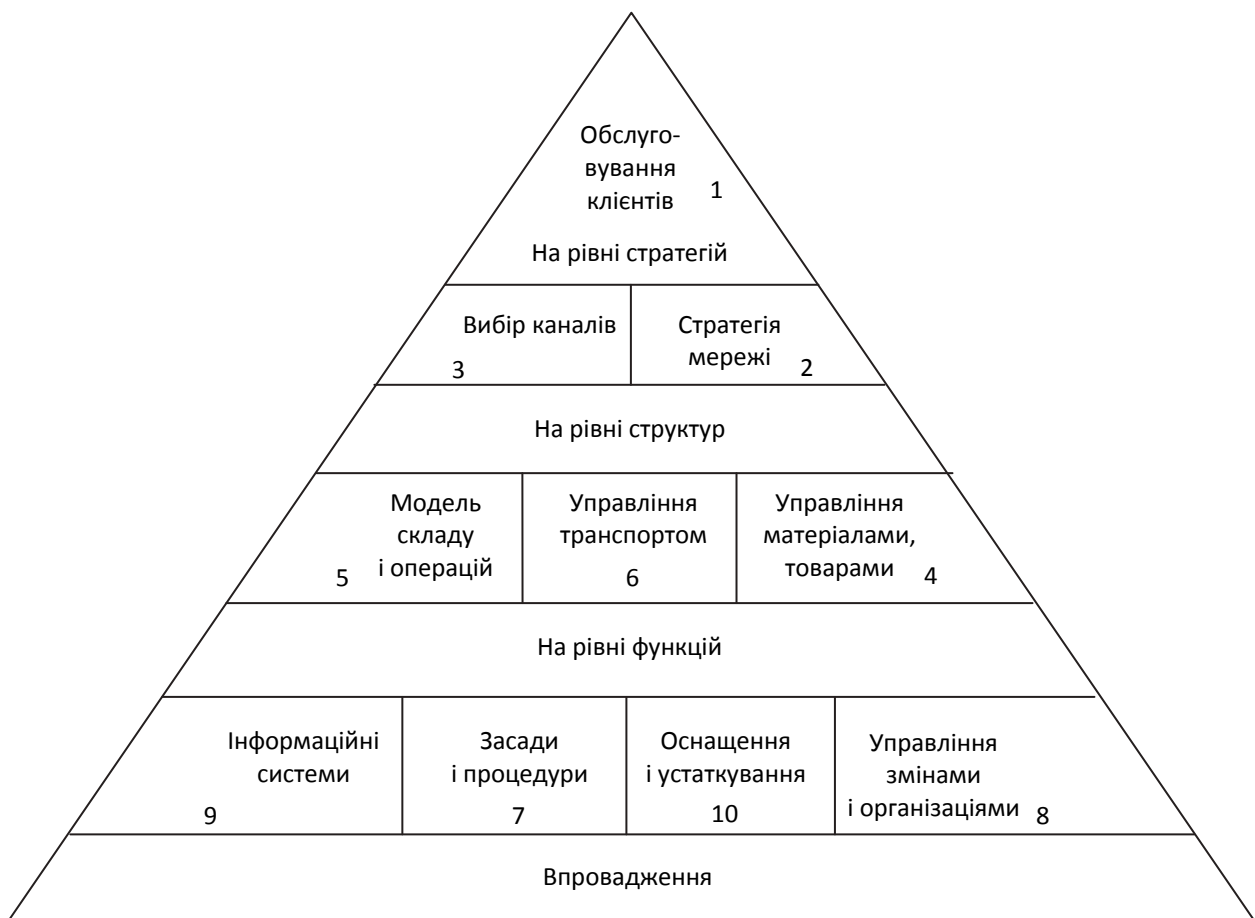 Обслуго-
вування
клієнтів
1
На рівні стратегій
Вибір каналів
3
Стратегія
мережі
2
На рівні структур
Модель
складу
і операцій
5
Управління
транспортом
6
Управління
матеріалами,
товарами
4
На рівні функцій
Інформаційні
системи
9
Засади
і процедури
7
Оснащення
і устаткування
10
Управління
змінами
і організаціями
8
Впровадження